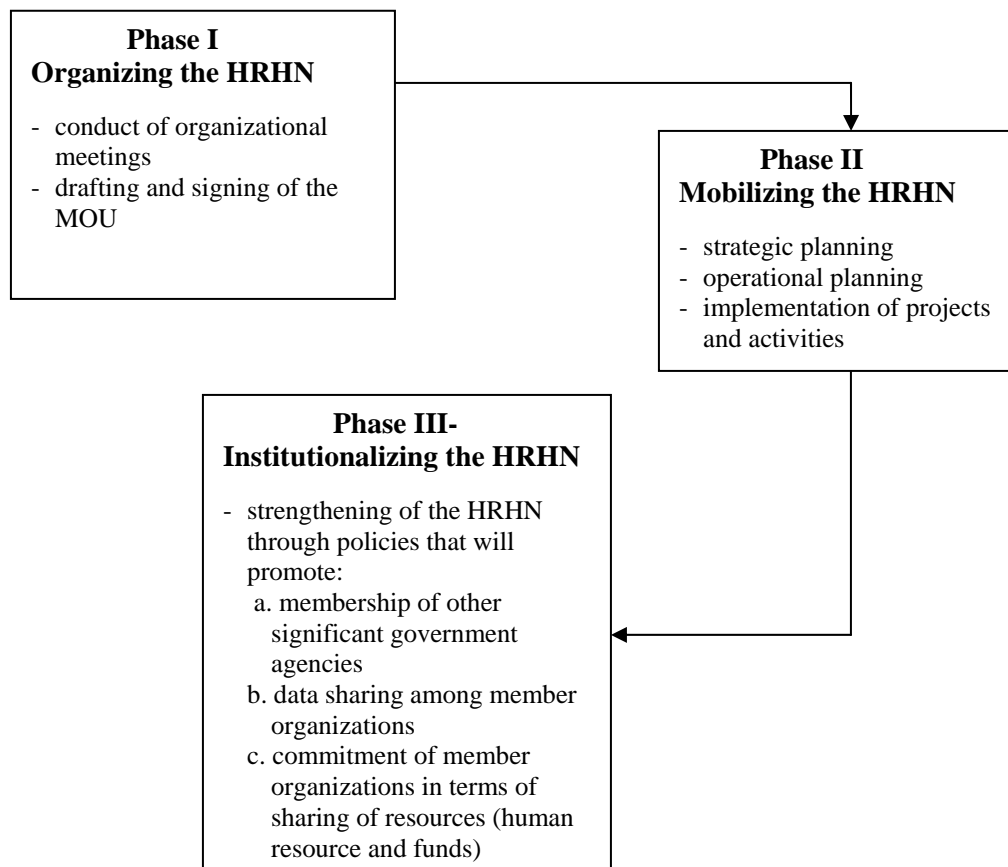 Phase I
Organizing the HRHN
- conduct of organizational
meetings
- drafting and signing of the
MOU
Phase II
Mobilizing the HRHN
- strategic planning
- operational planning
- implementation of projects
and activities
Phase III-
Institutionalizing the HRHN
- strengthening of the HRHN
through policies that will
promote:
a. membership of other
significant government
agencies
b. data sharing among member
organizations
c. commitment of member
organizations in terms of
sharing of resources (human
resource and funds)